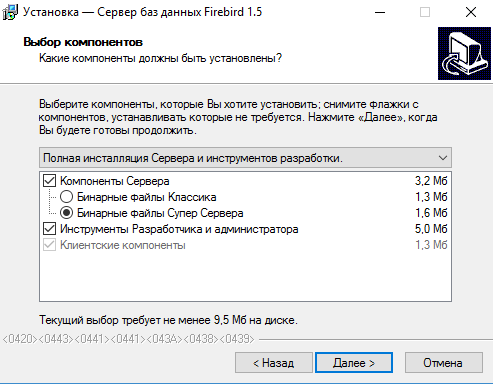 Установка — Сервер баз данных Firebird 1.5
Выбор компонентов
Какие компоненты должны быть установлены?
Выберите компоненты, которые Вы хотите установить; снимите флажки с
компонентов, устанавливать которые не требуется. Нажмите «Далее», когда
Вы будете готовы продолжить.
Полная инсталляция Сервера и инструментов разработки.
Компоненты Сервера 3,2 Мб
Бинарные файлы Классика 1,3 Мб
Бинарные файлы Супер Сервера 1,6 Мб
Инструменты Разработчика и администратора 5,0 Мб
Клиентские компоненты 1,3 Мб
Текущий выбор требует не менее 9,5 Мб на диске.
<0420><0443><0441><0441><043A><0438><0439>
< Назад Далее > Отмена